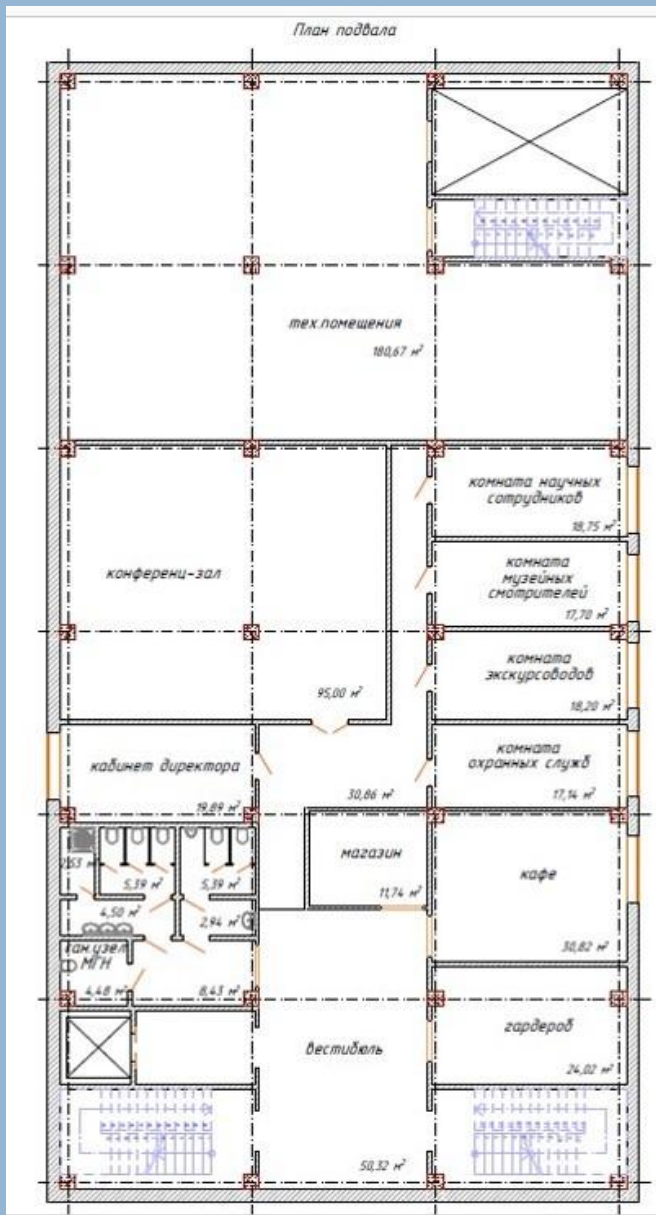 План подвала
тех.помещения
180,67 м²
комната научных
сотрудников
18,75 м²
конференц-зал
95,00 м²
комната
музейных
смотрителей
17,70 м²
комната
экскурсоводов
18,20 м²
кабинет директора
19,89 м²
30,86 м²
комната
охранных служб
17,14 м²
2,63 м²
5,39 м²
5,39 м²
4,50 м²
2,94 м²
магазин
11,74 м²
кафе
30,82 м²
сан.узел
МГН
4,48 м²
8,43 м²
вестибюль
50,32 м²
гардероб
24,02 м²